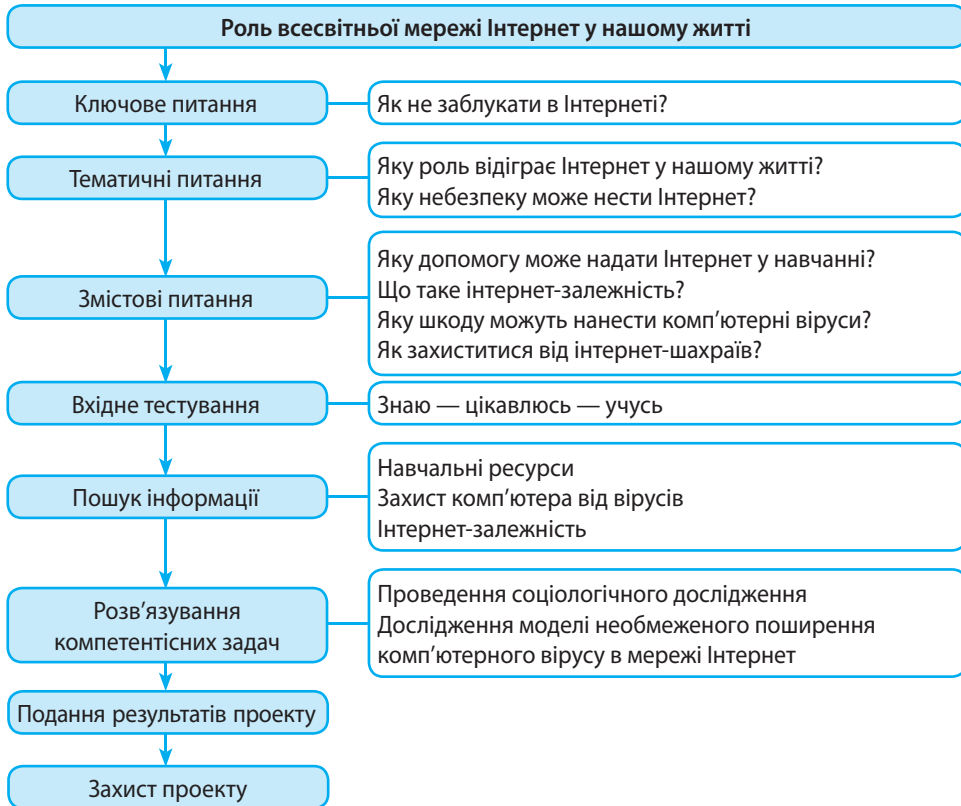 Роль всесвітньої мережі Інтернет у нашому житті
Ключове питання
Як не заблукати в Інтернеті?
Тематичні питання
Яку роль відіграє Інтернет у нашому житті?
Яку небезпеку може нести Інтернет?
Змістові питання
Яку допомогу може надати Інтернет у навчанні?
Що таке інтернет-залежність?
Яку шкоду можуть нанести комп'ютерні віруси?
Як захиститися від інтернет-шахраїв?
Вхідне тестування
Знаю — цікавлюсь — учусь
Пошук інформації
Навчальні ресурси
Захист комп'ютера від вірусів
Інтернет-залежність
Розв'язування
компетентісних задач
Проведення соціологічного дослідження
Дослідження моделі необмеженого поширення
комп'ютерного вірусу в мережі Інтернет
Подання результатів проекту
Захист проекту